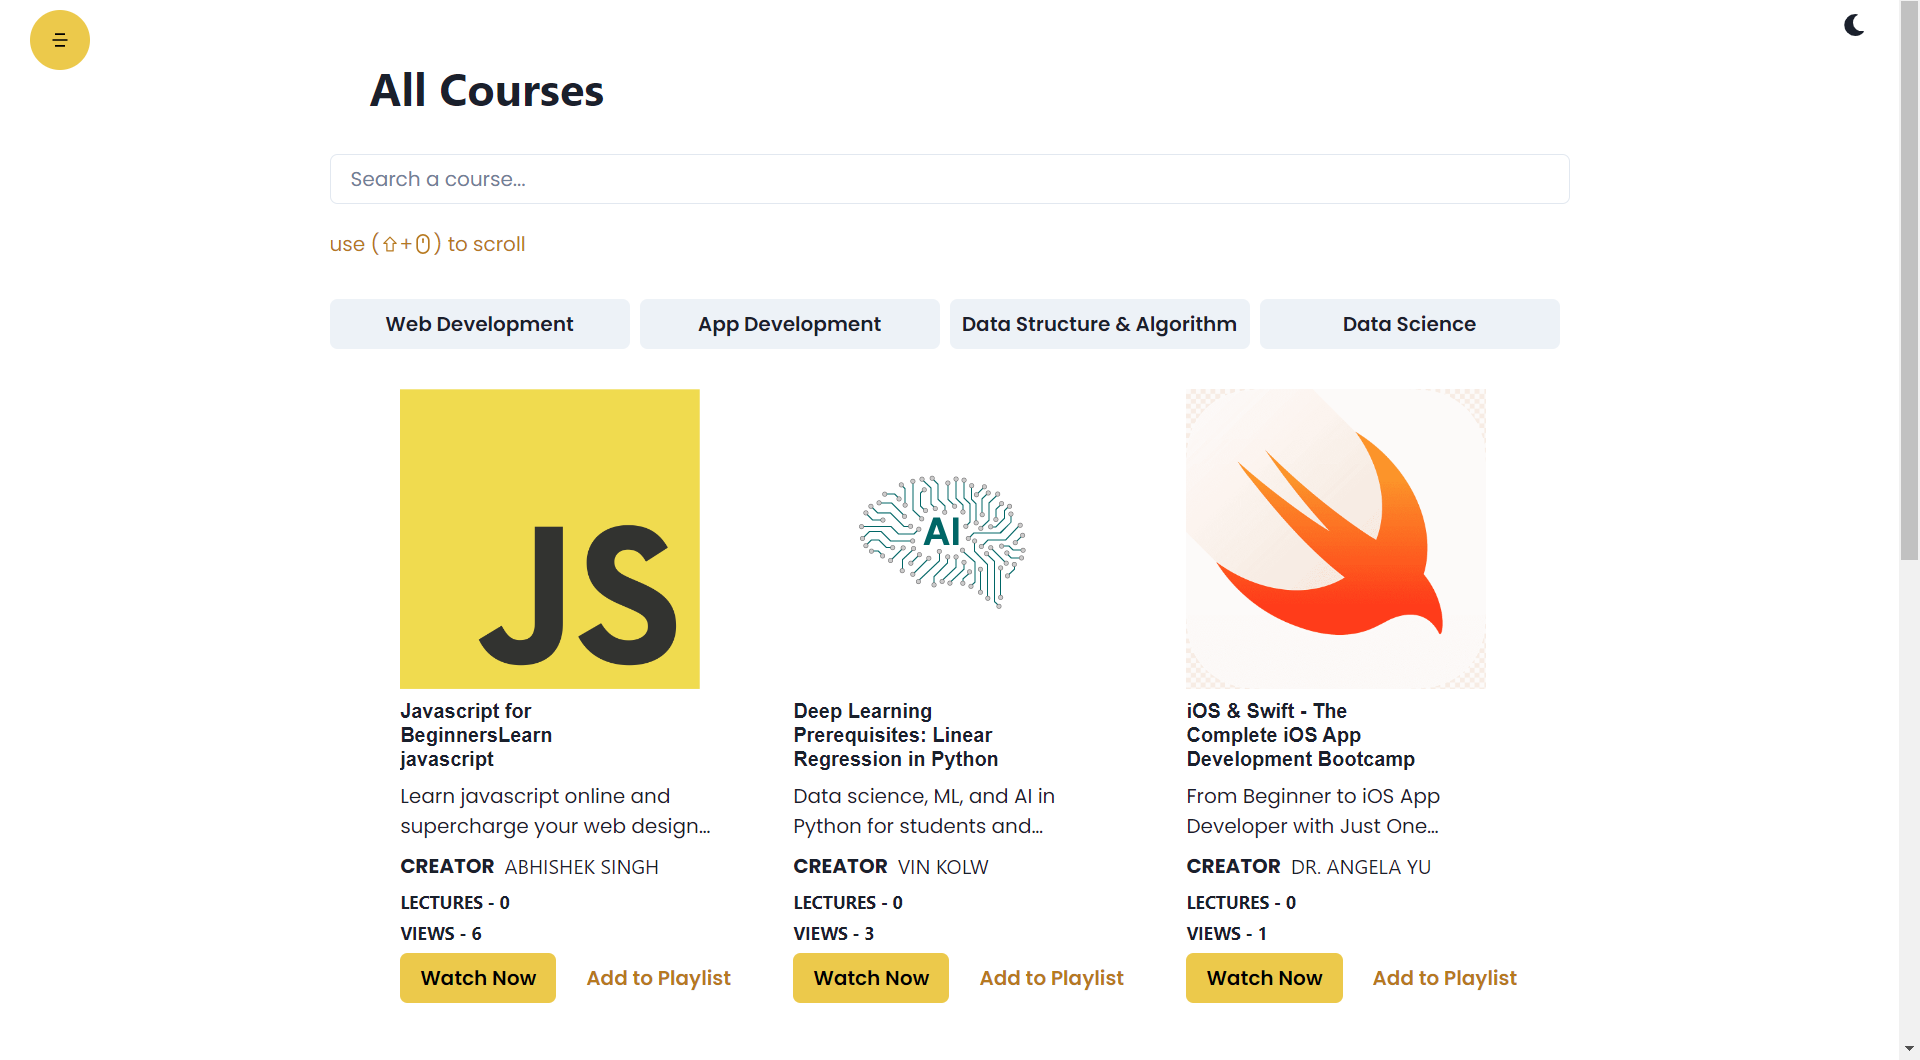 All Courses
Search a course...
use (⇧+🖱) to scroll
Web Development
App Development
Data Structure & Algorithm
Data Science
JS
AI
Javascript for
BeginnersLearn
javascript
Learn javascript online and
supercharge your web design...
CREATOR ABHISHEK SINGH
LECTURES - 0
VIEWS - 6
Watch Now
Add to Playlist
Deep Learning
Prerequisites: Linear
Regression in Python
Data science, ML, and AI in
Python for students and...
CREATOR VIN KOLW
LECTURES - 0
VIEWS - 3
Watch Now
Add to Playlist
iOS & Swift - The
Complete iOS App
Development Bootcamp
From Beginner to iOS App
Developer with Just One...
CREATOR DR. ANGELA YU
LECTURES - 0
VIEWS - 1
Watch Now
Add to Playlist